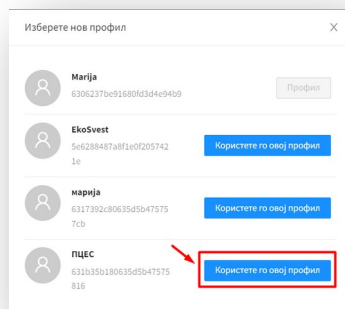 Изберете нов профил
Marija
6306237be91680fd3d4e94b9
Профил
EkoSvest
5e6288487a8f1e0f205742
1e
Користете го овој профил
марија
6317392c80635d5b47575
7cb
Користете го овој профил
ПЦЕС
631b35b180635d5b47575
816
Користете го овој профил